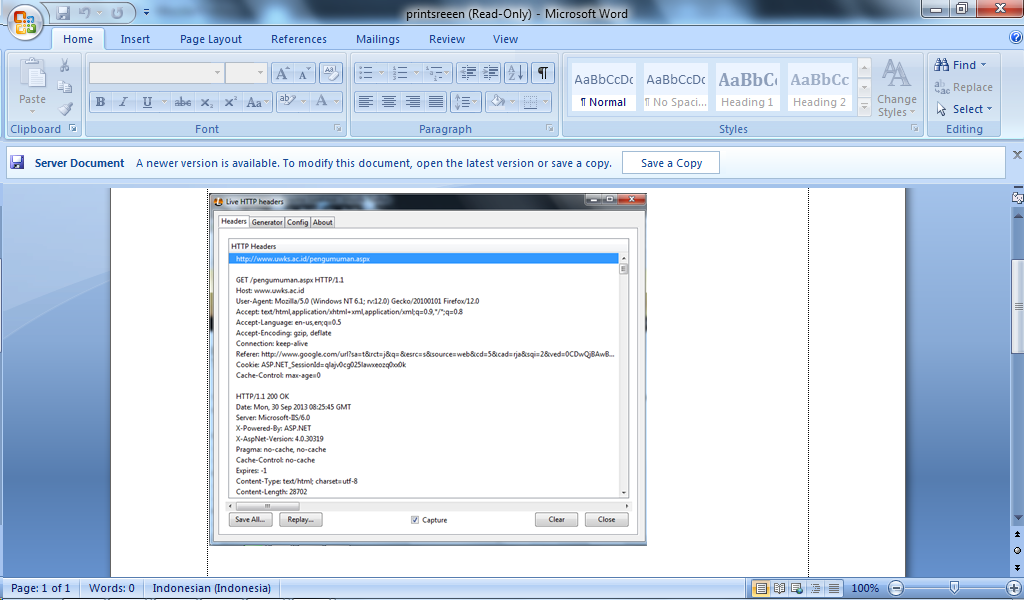 printsreeen (Read-Only) - Microsoft Word
Home Insert Page Layout References Mailings Review View
Paste
Clipboard
B I U abc x₂ x² Aa ab A
Font
Paragraph
AaBbCcDc AaBbCcDc AaBbCc AaBbCc
¶ Normal ¶ No Spaci... Heading 1 Heading 2
Change Styles
Styles
Find
Replace
Select
Editing
Server Document A newer version is available. To modify this document, open the latest version or save a copy. Save a Copy
Live HTTP headers
Headers Generator Config About
HTTP Headers
http://www.uwks.ac.id/pengumuman.aspx
GET /pengumuman.aspx HTTP/1.1
Host: www.uwks.ac.id
User-Agent: Mozilla/5.0 (Windows NT 6.1; rv:12.0) Gecko/20100101 Firefox/12.0
Accept: text/html,application/xhtml+xml,application/xml;q=0.9,*/*;q=0.8
Accept-Language: en-us,en;q=0.5
Accept-Encoding: gzip, deflate
Connection: keep-alive
Referer: http://www.google.com/url?sa=t&rct=j&q=&esrc=s&source=web&cd=5&cad=rja&sqi=2&ved=0CDwQjBAwB...
Cookie: ASP.NET_SessionId=
Cache-Control: max-age=0
HTTP/1.1 200 OK
Date: Mon, 30 Sep 2013 08:25:45 GMT
Server: Microsoft-IIS/6.0
X-Powered-By: ASP.NET
X-AspNet-Version: 4.0.30319
Pragma: no-cache, no-cache
Cache-Control: no-cache
Expires: -1
Content-Type: text/html; charset=utf-8
Content-Length: 28702
Save All... Replay... Capture Clear Close
Page: 1 of 1 Words: 0 Indonesian (Indonesia) 100%